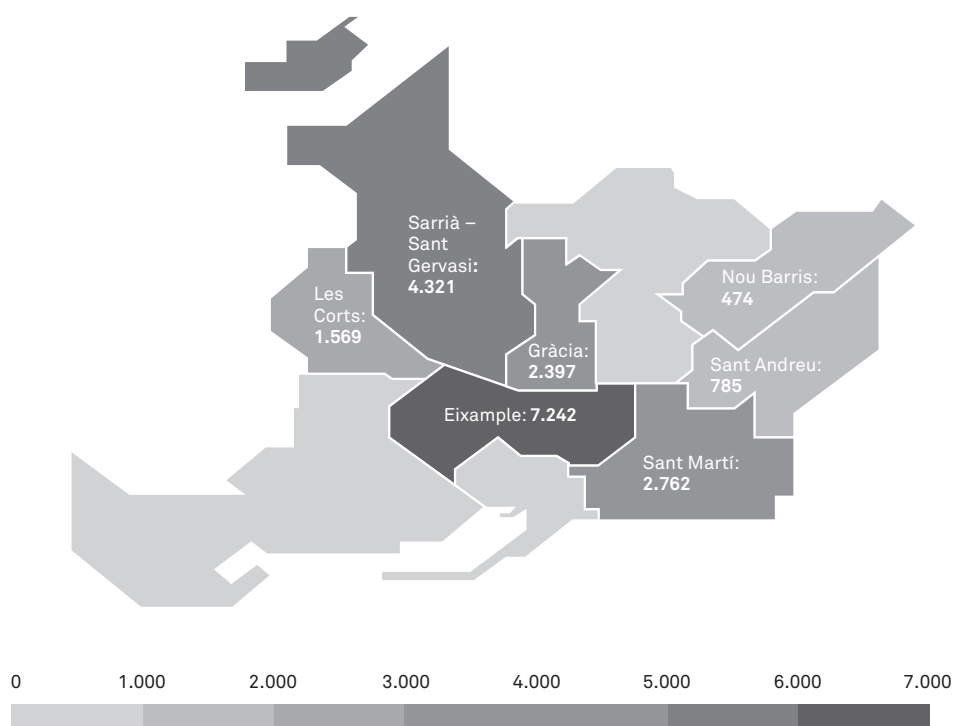 Sarrià –
Sant
Gervasi:
4.321
Les
Corts:
1.569
Nou Barris:
474
Gràcia:
2.397
Sant Andreu:
785
Eixample: 7.242
Sant Martí:
2.762
0 1.000 2.000 3.000 4.000 5.000 6.000 7.000